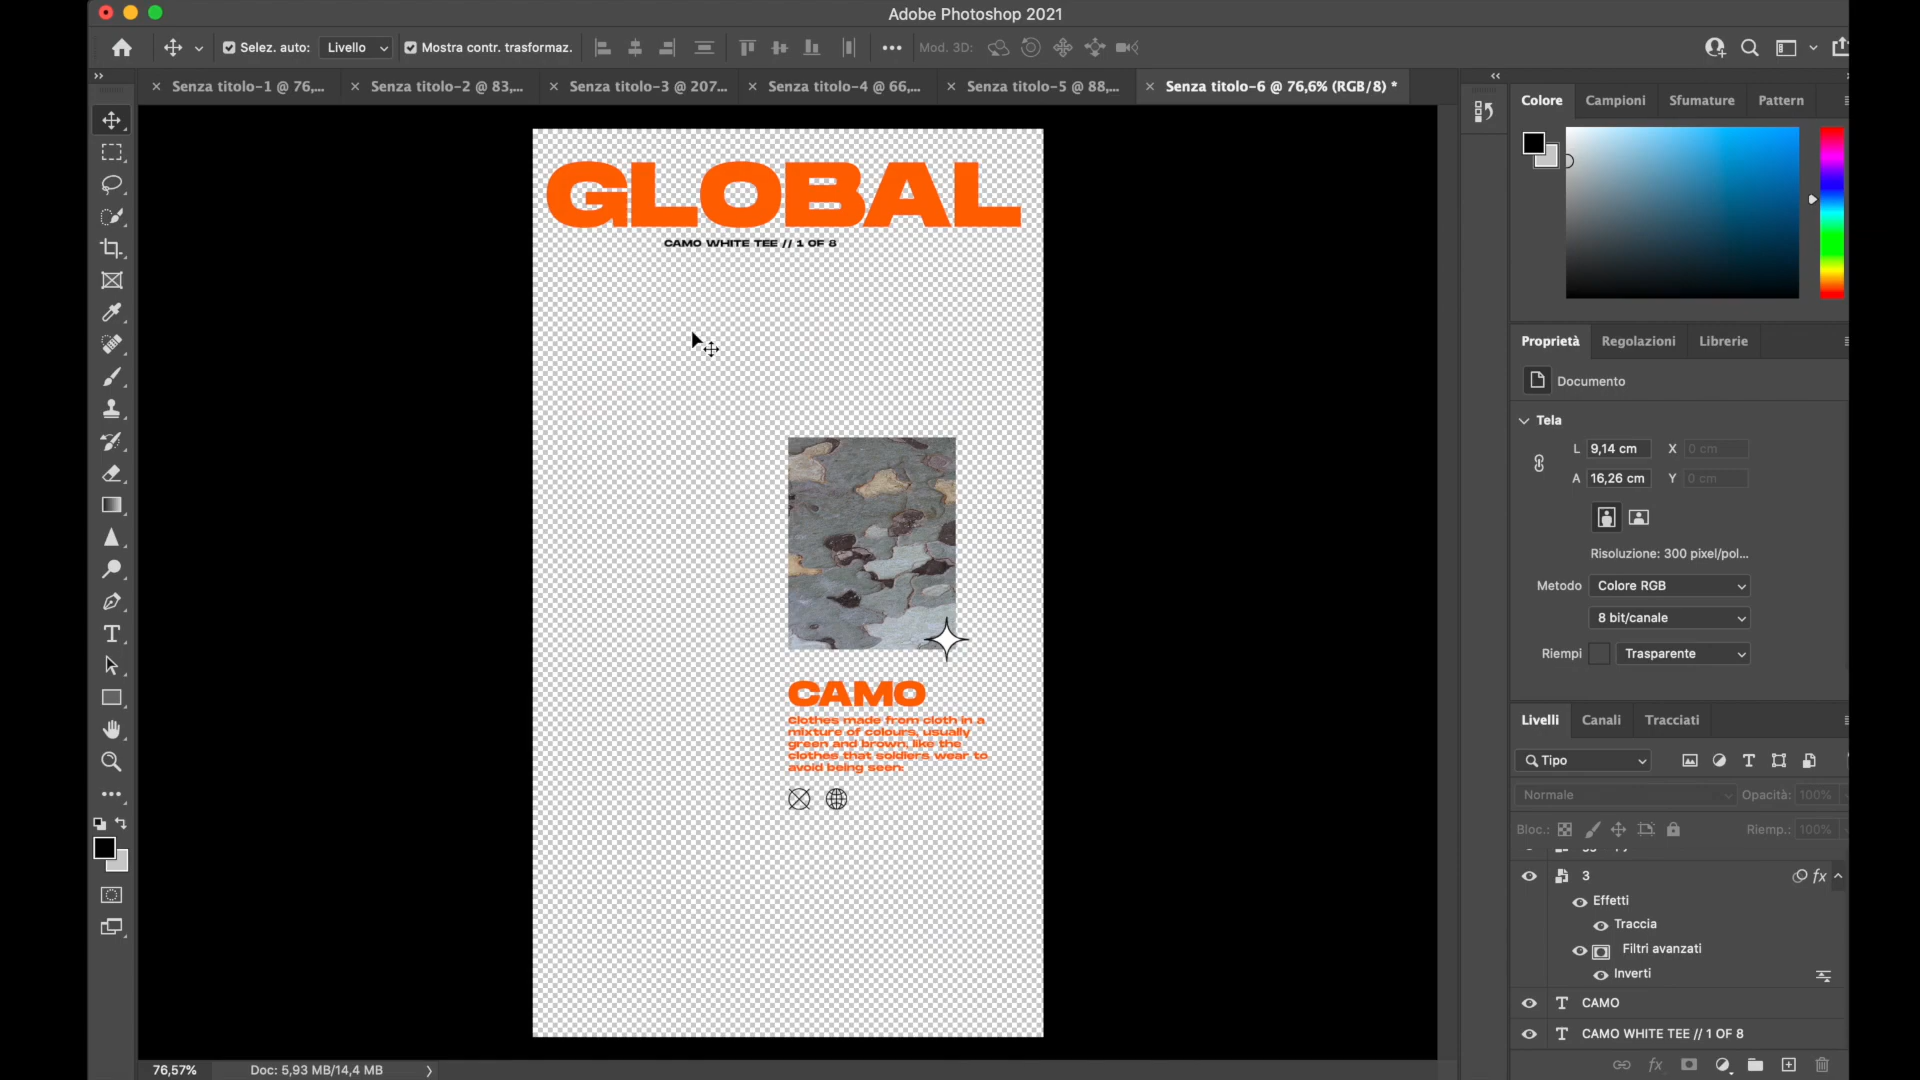 Adobe Photoshop 2021
Selez. auto: Livello Mostra contr. trasformaz. Mod. 3D:
Senza titolo-1 @ 76,... Senza titolo-2 @ 83,... Senza titolo-3 @ 207... Senza titolo-4 @ 66,... Senza titolo-5 @ 88,... Senza titolo-6 @ 76,6% (RGB/8) *
GLOBAL
CAMO WHITE TEE // 1 OF 8
CAMO
Clothes made from cloth in a
mixture of colours, usually
green and brown, like the
clothes that soldiers wear to
avoid being seen:
76,57% Doc: 5,93 MB/14,4 MB
Colore Campioni Sfumature Pattern
Proprietà Regolazioni Librerie
Documento
Tela
L 9,14 cm X 0 cm
A 16,26 cm Y 0 cm
Risoluzione: 300 pixel/pol...
Metodo Colore RGB
8 bit/canale
Riempi Trasparente
Livelli Canali Tracciati
Tipo
Normale Opacità: 100%
Bloc.: Riemp.: 100%
3 fx
Effetti
Traccia
Filtri avanzati
Inverti
T CAMO
T CAMO WHITE TEE // 1 OF 8
fx